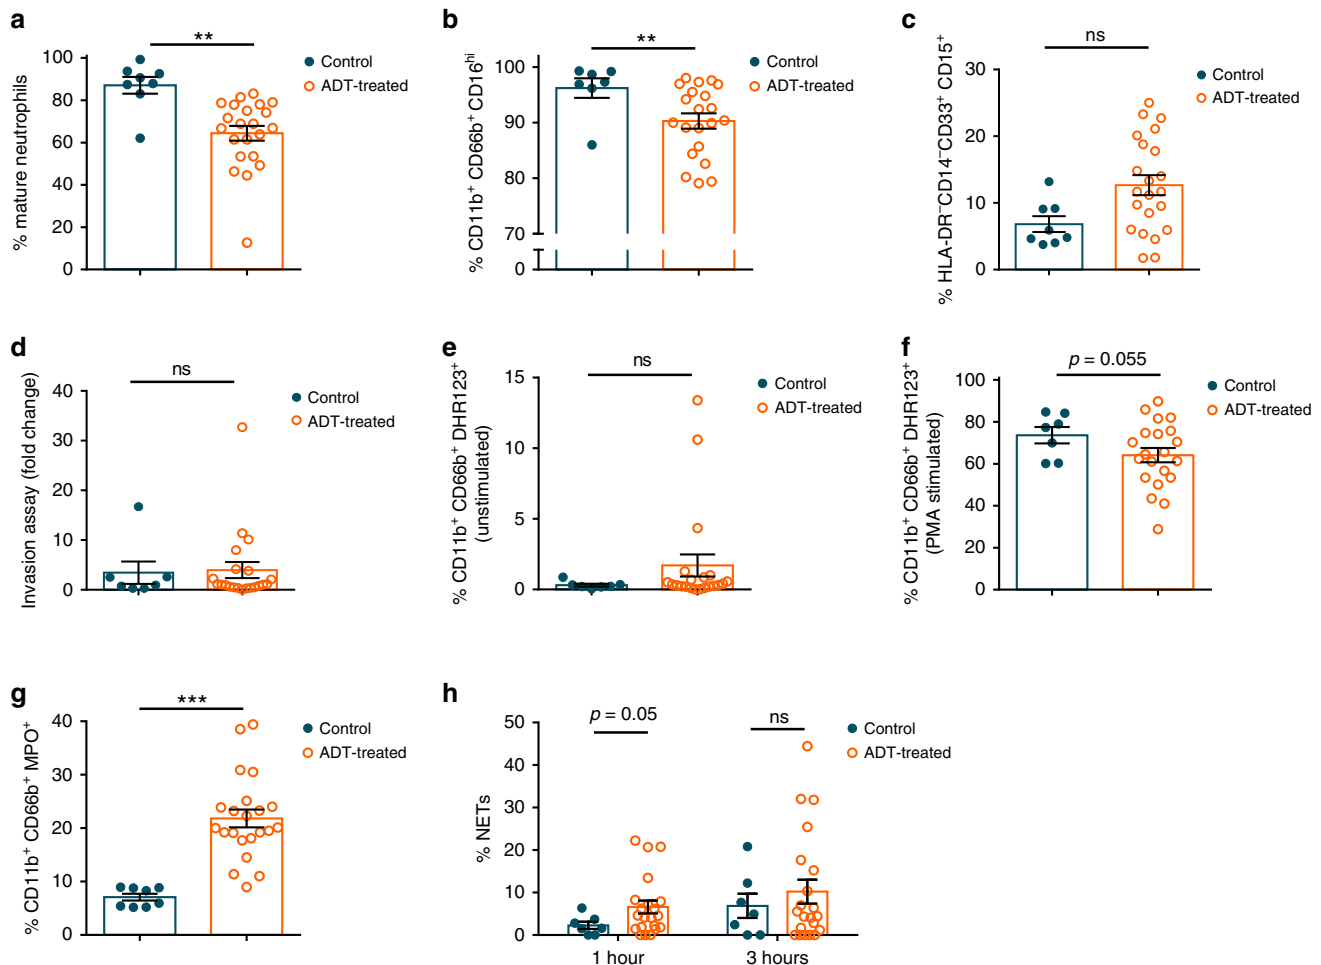 a
**
% mature neutrophils
100
80
60
40
20
0
Control
ADT-treated
b
**
% CD11b⁺ CD66b⁺ CD16ʰⁱ
100
90
80
70
0
Control
ADT-treated
c
ns
% HLA-DR⁻CD14⁻CD33⁺ CD15⁺
30
20
10
0
Control
ADT-treated
d
ns
Invasion assay (fold change)
40
30
20
10
0
Control
ADT-treated
e
ns
% CD11b⁺ CD66b⁺ DHR123⁺
(unstimulated)
15
10
5
0
Control
ADT-treated
f
p = 0.055
% CD11b⁺ CD66b⁺ DHR123⁺
(PMA stimulated)
100
80
60
40
20
0
Control
ADT-treated
g
***
% CD11b⁺ CD66b⁺ MPO⁺
40
30
20
10
0
Control
ADT-treated
h
p = 0.05
ns
% NETs
50
40
30
20
10
0
1 hour
3 hours
Control
ADT-treated